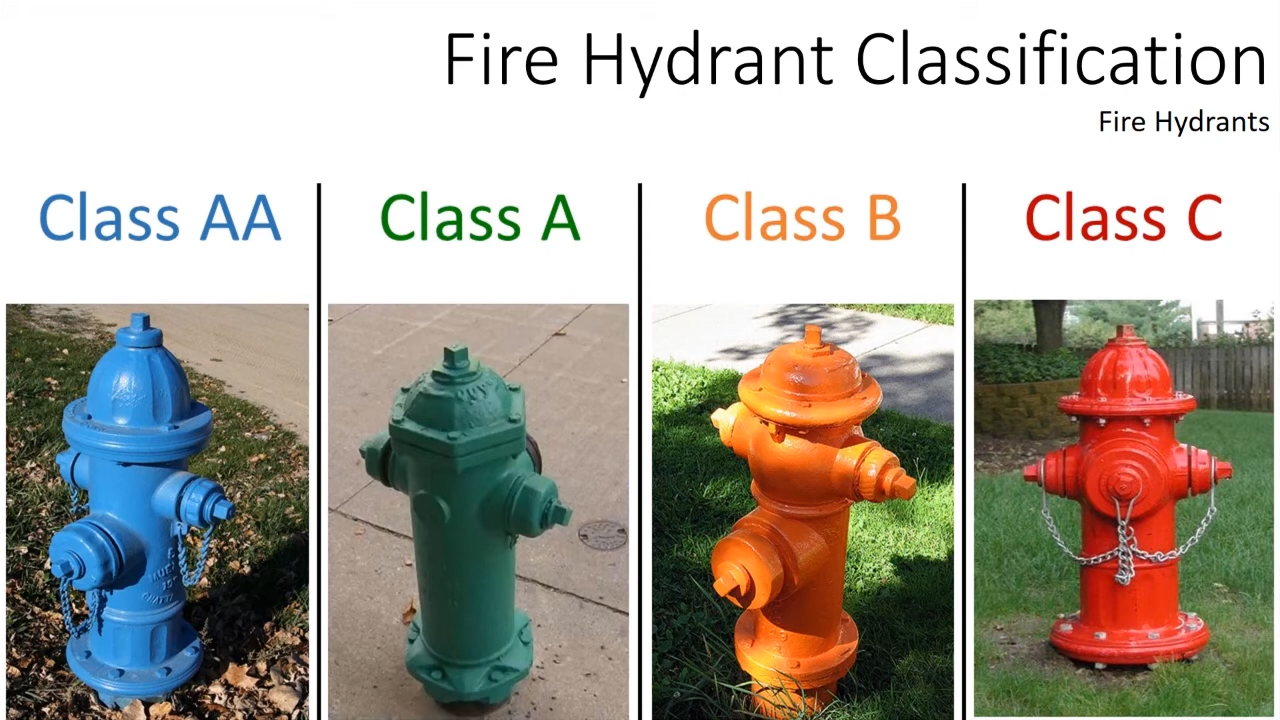 Fire Hydrant Classification
Fire Hydrants
Class AA
Class A
Class B
Class C